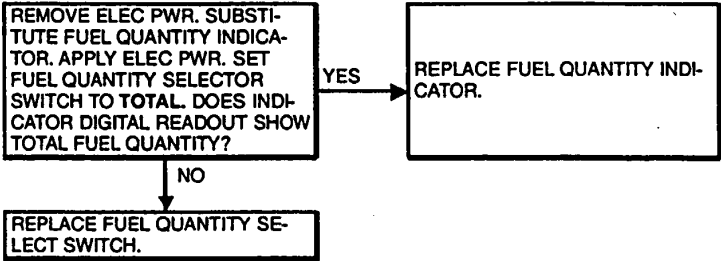 REMOVE ELEC PWR. SUBSTI-
TUTE FUEL QUANTITY INDICA-
TOR. APPLY ELEC PWR. SET
FUEL QUANTITY SELECTOR
SWITCH TO TOTAL. DOES INDI-
CATOR DIGITAL READOUT SHOW
TOTAL FUEL QUANTITY?
YES
REPLACE FUEL QUANTITY INDI-
CATOR.
NO
REPLACE FUEL QUANTITY SE-
LECT SWITCH.